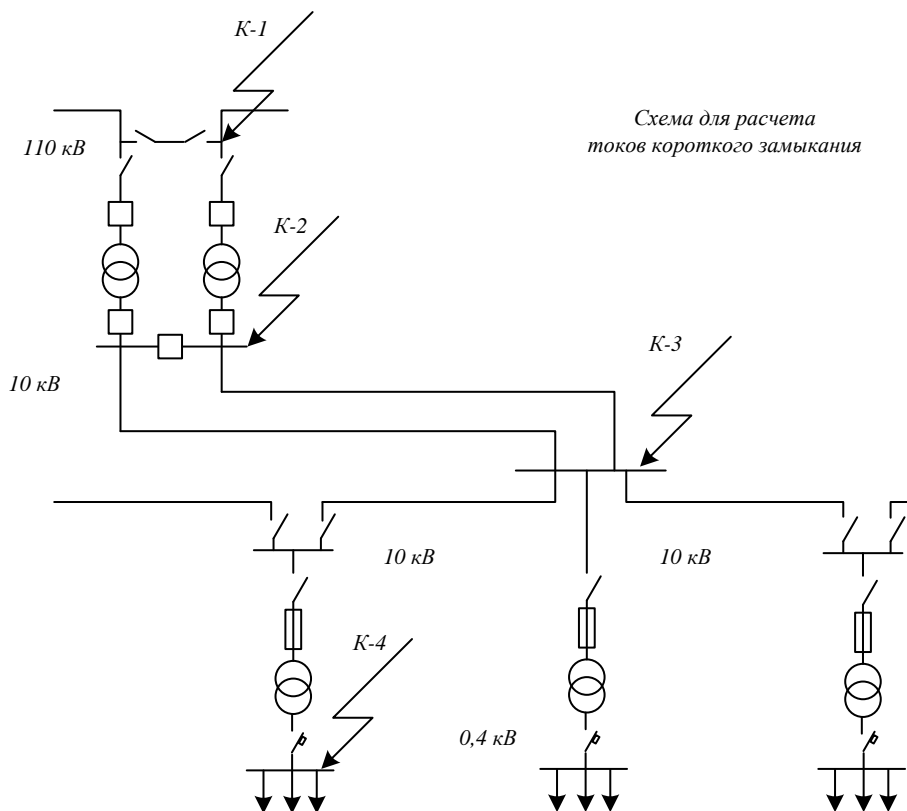 К-1
Схема для расчета
токов короткого замыкания
110 кВ
К-2
К-3
10 кВ
10 кВ
10 кВ
К-4
0,4 кВ